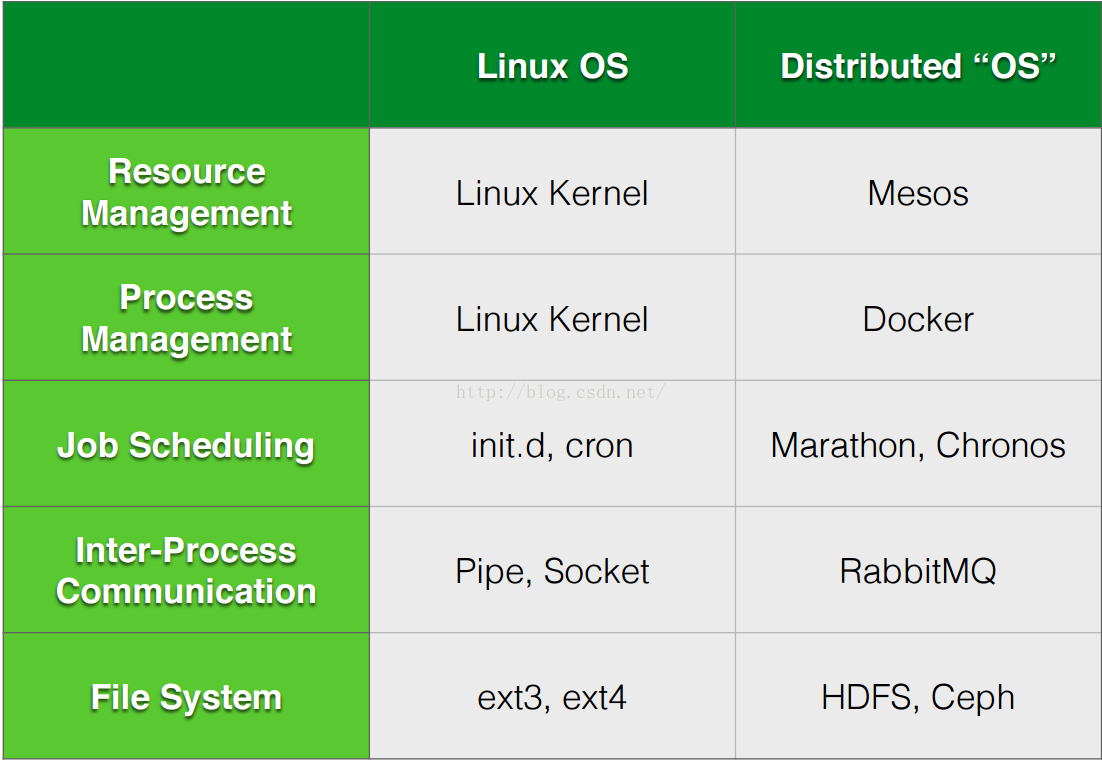 Linux OS
Distributed “OS”
Resource
Management
Linux Kernel
Mesos
Process
Management
Linux Kernel
Docker
http://blog.csdn.net/
Job Scheduling
init.d, cron
Marathon, Chronos
Inter-Process
Communication
Pipe, Socket
RabbitMQ
File System
ext3, ext4
HDFS, Ceph